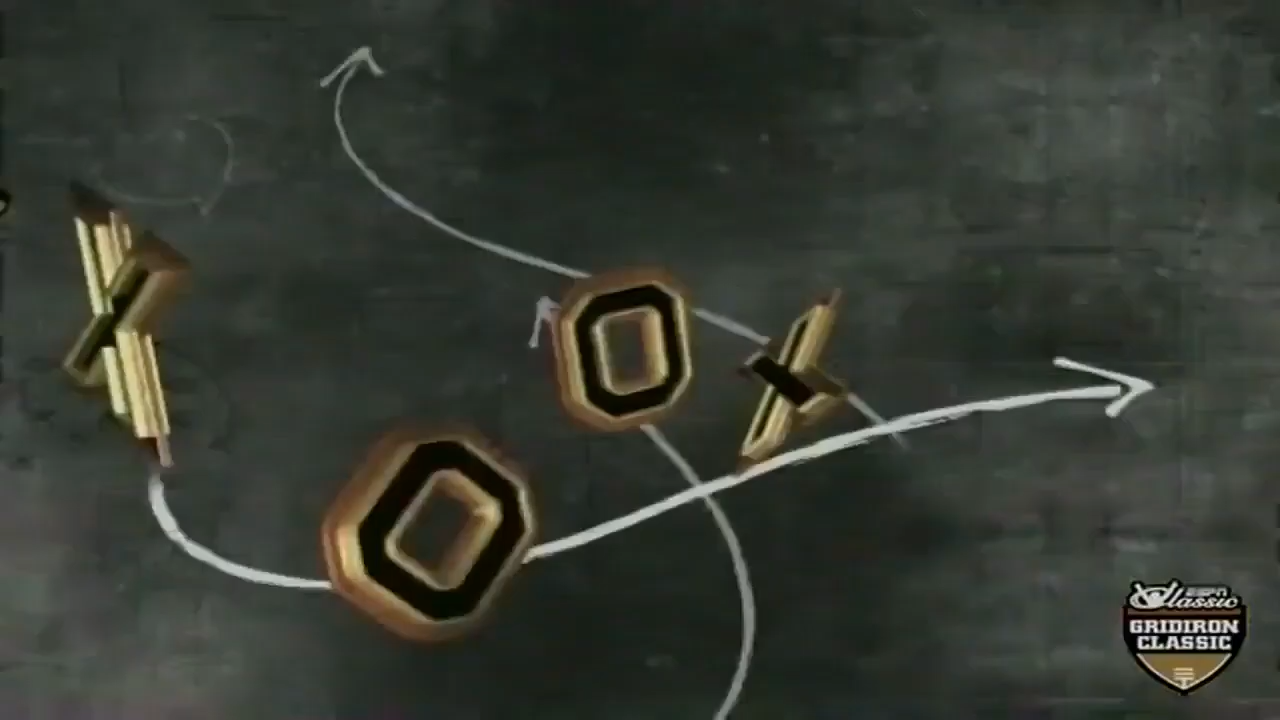 X
O
X
O
ESPN
Classic
GRIDIRON
CLASSIC